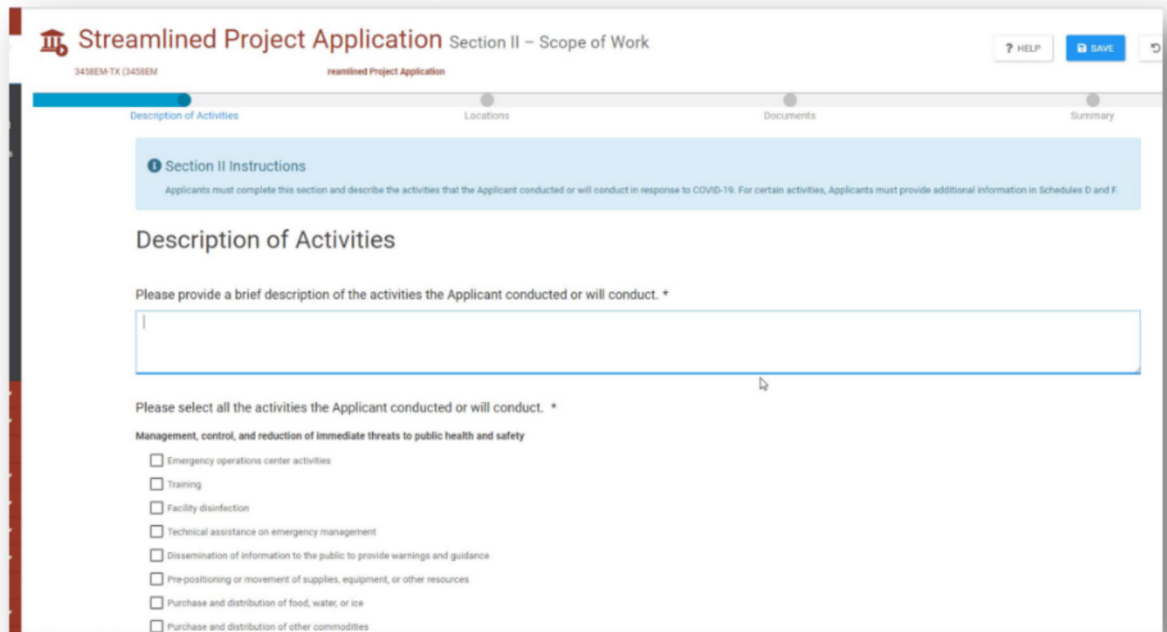 Streamlined Project Application Section II – Scope of Work
? HELP
SAVE
3458EM-TX (3458EM
reamlined Project Application
Description of Activities
Locations
Documents
Summary
Section II Instructions
Applicants must complete this section and describe the activities that the Applicant conducted or will conduct in response to COVID-19. For certain activities, Applicants must provide additional information in Schedules D and F.
Description of Activities
Please provide a brief description of the activities the Applicant conducted or will conduct. *
Please select all the activities the Applicant conducted or will conduct. *
Management, control, and reduction of immediate threats to public health and safety
Emergency operations center activities
Training
Facility disinfection
Technical assistance on emergency management
Dissemination of information to the public to provide warnings and guidance
Pre-positioning or movement of supplies, equipment, or other resources
Purchase and distribution of food, water, or ice
Purchase and distribution of other commodities